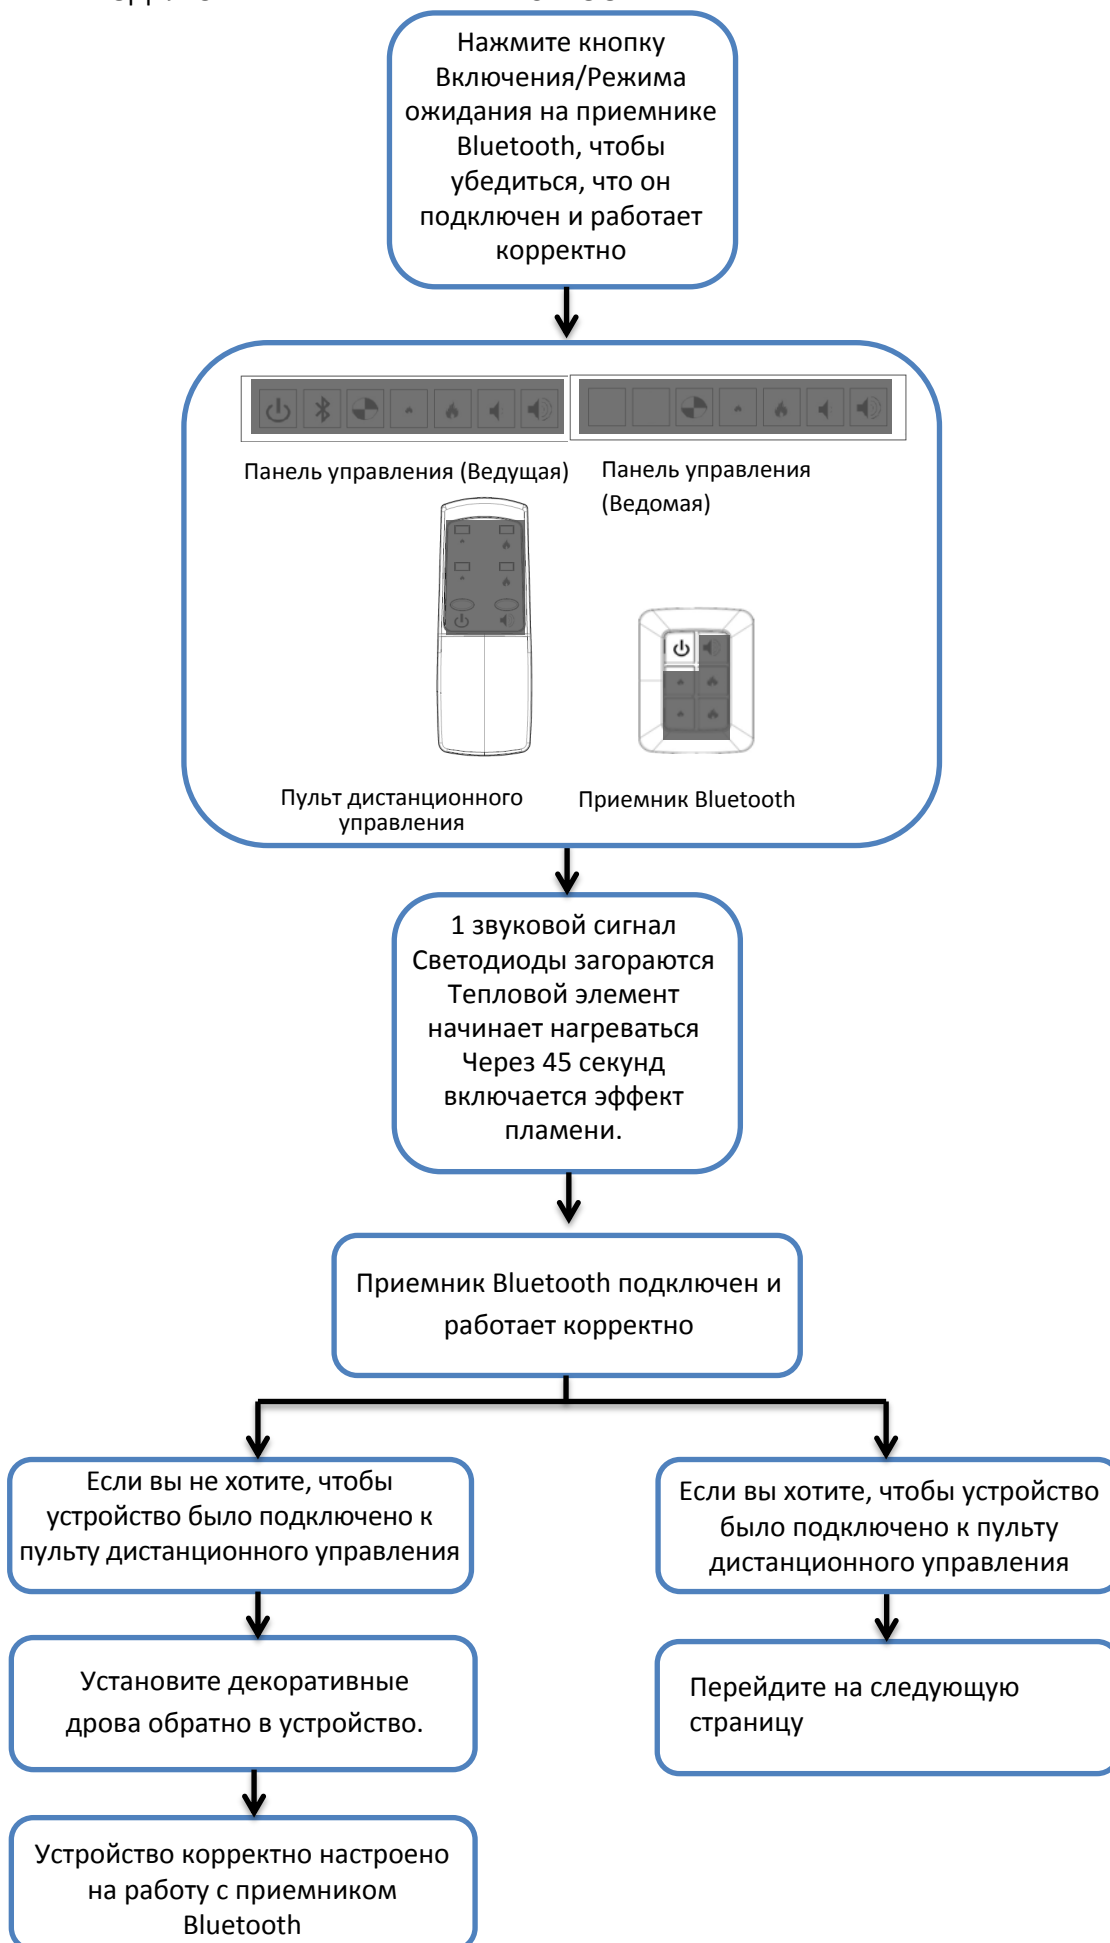 Нажмите кнопку
Включения/Режима
ожидания на приемнике
Bluetooth, чтобы
убедиться, что он
подключен и работает
корректно
Панель управления (Ведущая)
Панель управления
(Ведомая)
Пульт дистанционного
управления
Приемник Bluetooth
1 звуковой сигнал
Светодиоды загораются
Тепловой элемент
начинает нагреваться
Через 45 секунд
включается эффект
пламени.
Приемник Bluetooth подключен и
работает корректно
Если вы не хотите, чтобы
устройство было подключено к
пульту дистанционного управления
Если вы хотите, чтобы устройство
было подключено к пульту
дистанционного управления
Установите декоративные
дрова обратно в устройство.
Перейдите на следующую
страницу
Устройство корректно настроено
на работу с приемником
Bluetooth